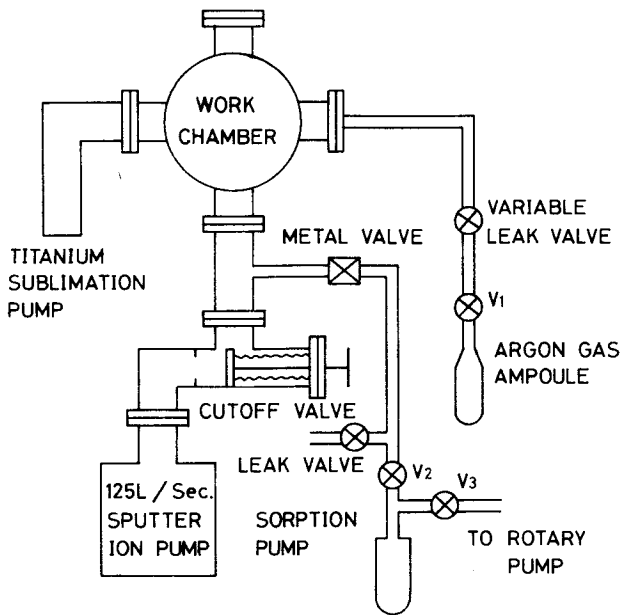 WORK
CHAMBER
METAL VALVE
VARIABLE
LEAK VALVE
TITANIUM
SUBLIMATION
PUMP
V1
ARGON GAS
AMPOULE
CUTOFF VALVE
LEAK VALVE
V2
V3
125L / Sec.
SPUTTER
ION PUMP
SORPTION
PUMP
TO ROTARY
PUMP